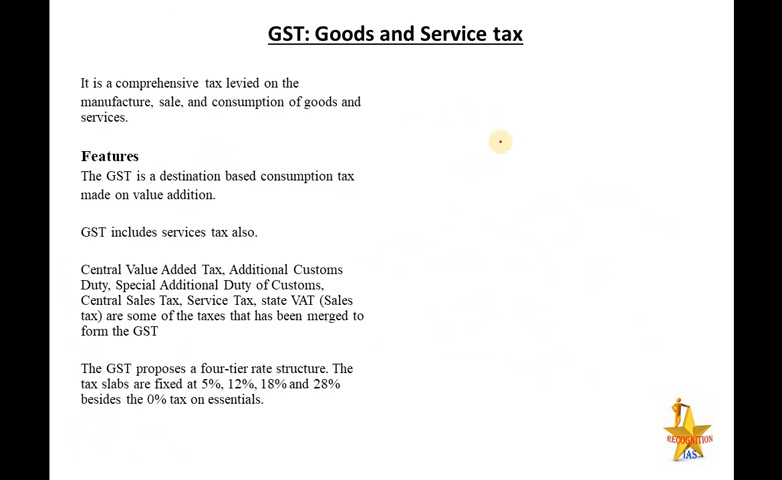 GST: Goods and Service tax
It is a comprehensive tax levied on the
manufacture, sale, and consumption of goods and
services.
Features
The GST is a destination based consumption tax
made on value addition.
GST includes services tax also.
Central Value Added Tax, Additional Customs
Duty, Special Additional Duty of Customs,
Central Sales Tax, Service Tax, state VAT (Sales
tax) are some of the taxes that has been merged to
form the GST
The GST proposes a four-tier rate structure. The
tax slabs are fixed at 5%, 12%, 18% and 28%
besides the 0% tax on essentials.
RECOGNITION
IAS